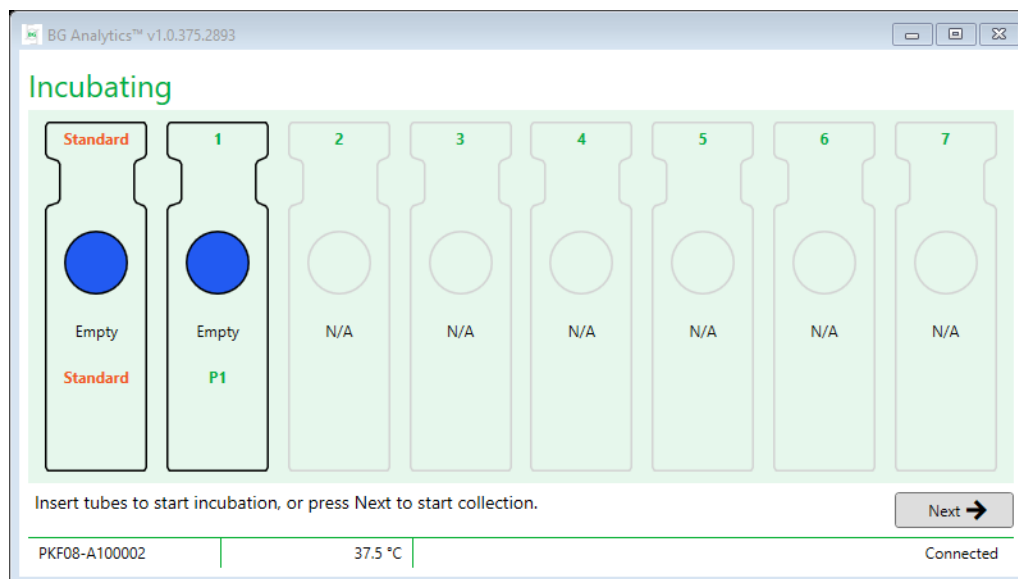 BG Analytics™ v1.0.375.2893
Incubating
Standard 1 2 3 4 5 6 7
Empty Empty N/A N/A N/A N/A N/A N/A
Standard P1
Insert tubes to start incubation, or press Next to start collection.
Next
PKF08-A100002 37.5 °C Connected